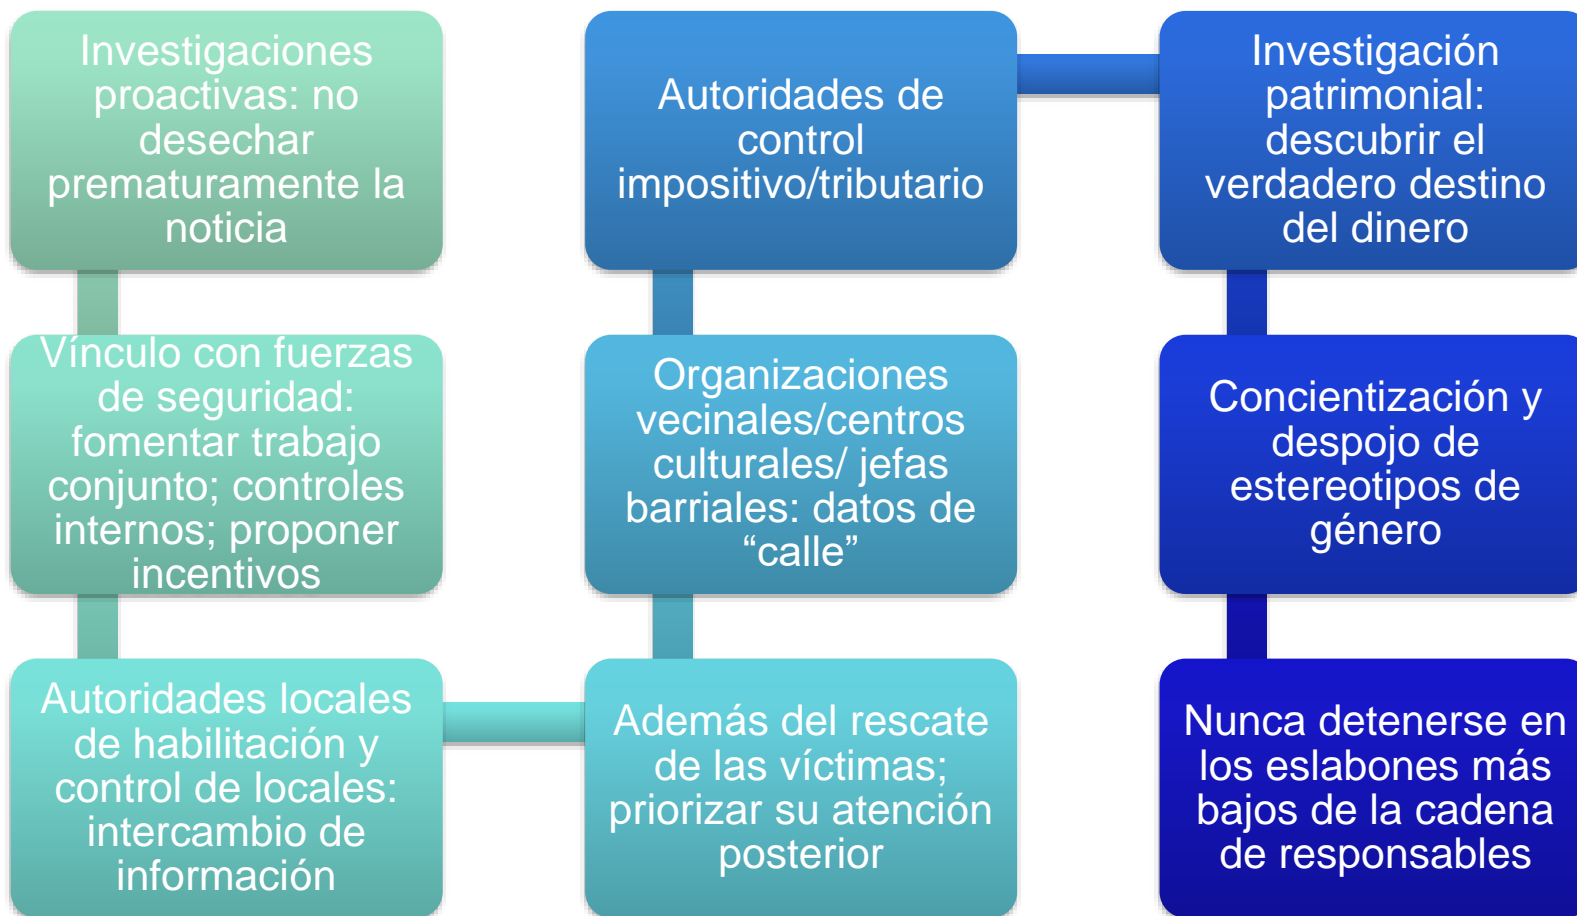 Investigaciones
proactivas: no
desechar
prematuramente la
noticia
Vínculo con fuerzas
de seguridad:
fomentar trabajo
conjunto; controles
internos; proponer
incentivos
Autoridades locales
de habilitación y
control de locales:
intercambio de
información
Además del rescate
de las víctimas;
priorizar su atención
posterior
Organizaciones
vecinales/centros
culturales/ jefas
barriales: datos de
“calle”
Autoridades de
control
impositivo/tributario
Investigación
patrimonial:
descubrir el
verdadero destino
del dinero
Concientización y
despojo de
estereotipos de
género
Nunca detenerse en
los eslabones más
bajos de la cadena
de responsables